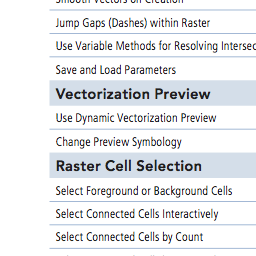 Smooth Vectors on Creation
Jump Gaps (Dashes) within Raster
Use Variable Methods for Resolving
Save and Load Parameters
Vectorization Preview
Use Dynamic Vectorization Preview
Change Preview Symbology
Raster Cell Selection
Select Foreground or Background Cells
Select Connected Cells Interactively
Select Connected Cells by Count